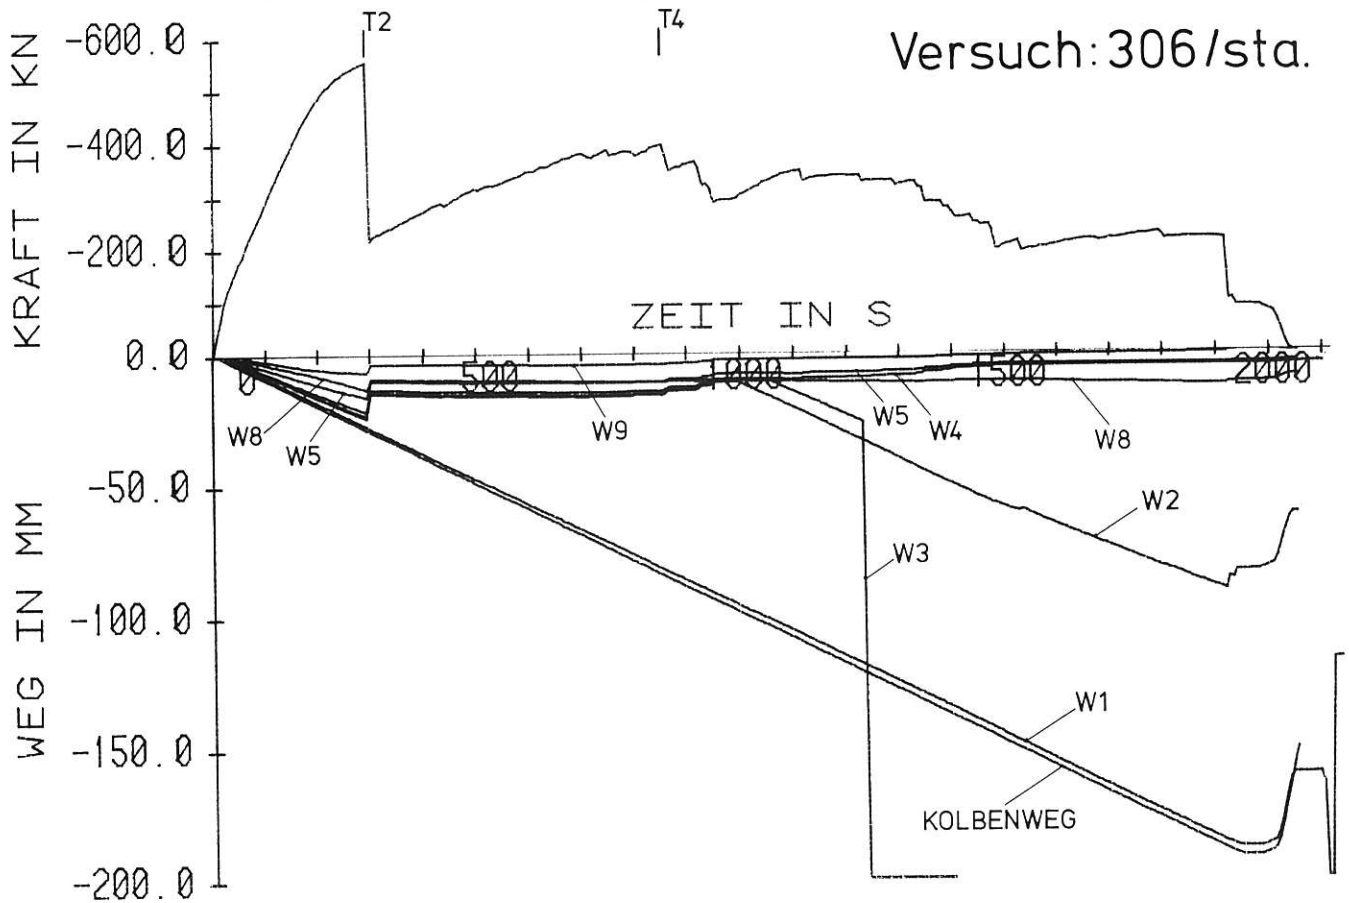 T2
T4
Versuch: 306/sta.
KRAFT IN KN
-600.0
-400.0
-200.0
0.0
ZEIT IN S
0
500
1000
1500
2000
W8
W5
W9
W5
W4
W8
WEG IN MM
-50.0
-100.0
-150.0
-200.0
W2
W3
W1
KOLBENWEG